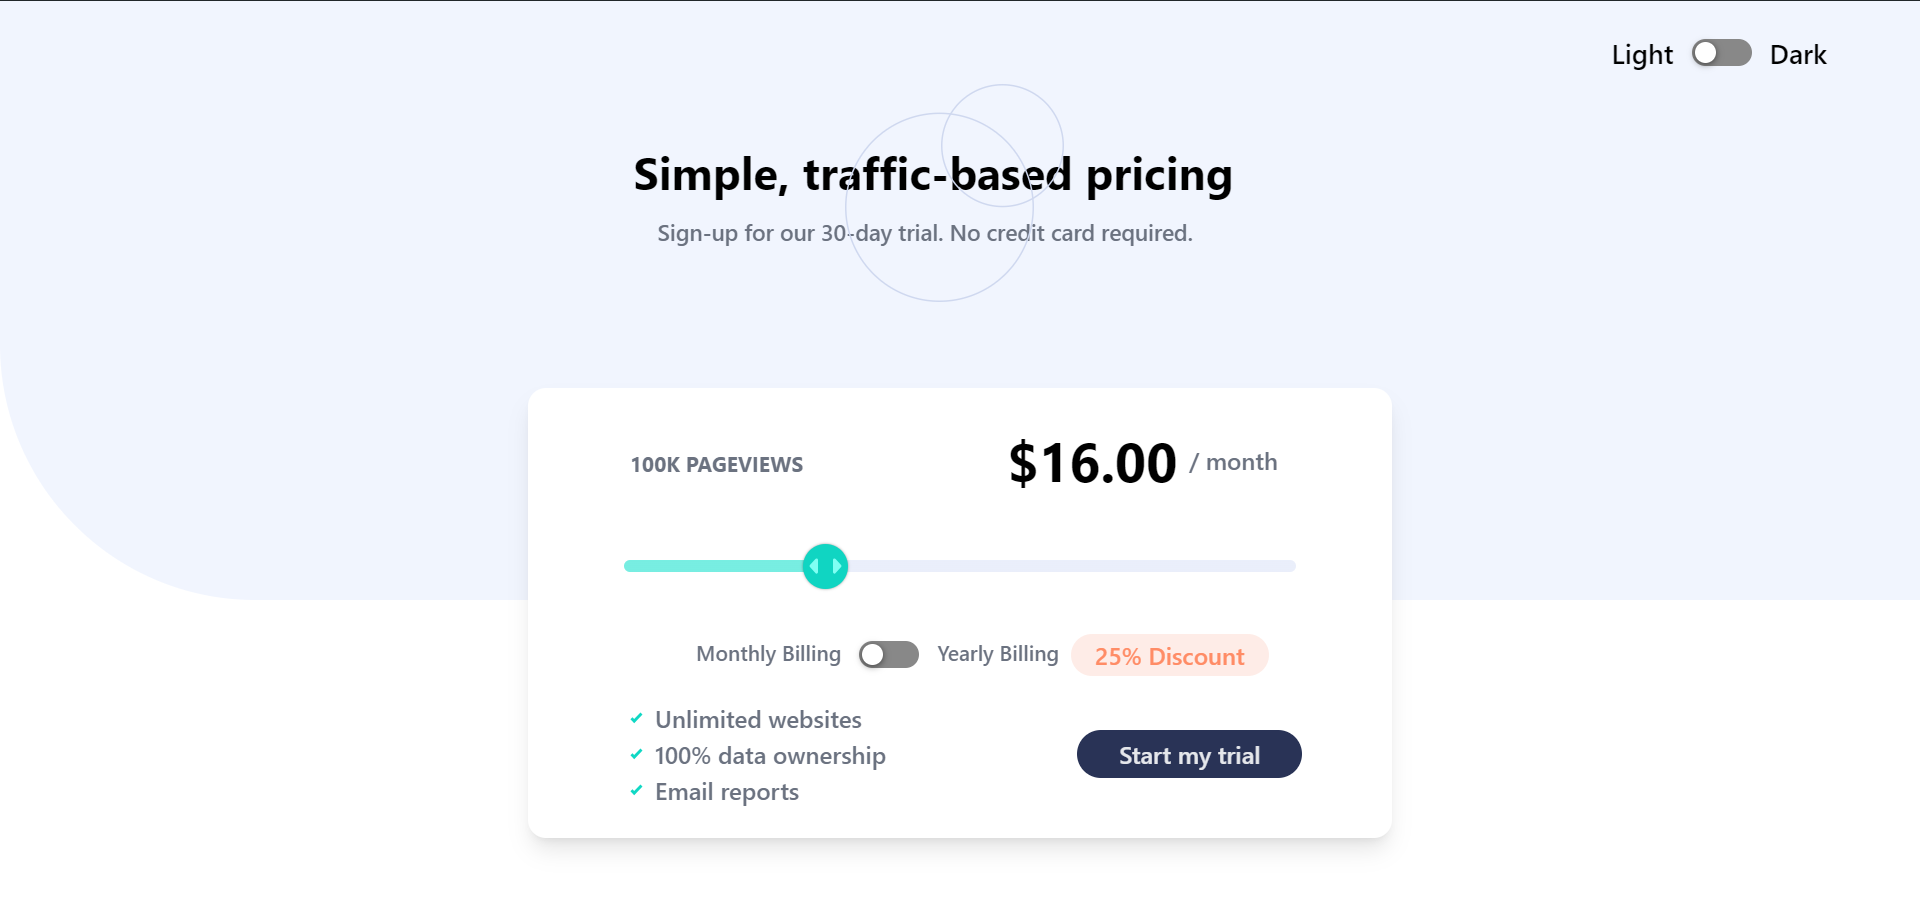 Light Dark
Simple, traffic-based pricing
Sign-up for our 30-day trial. No credit card required.
100K PAGEVIEWS $16.00 / month
Monthly Billing Yearly Billing 25% Discount
Unlimited websites
100% data ownership
Email reports
Start my trial